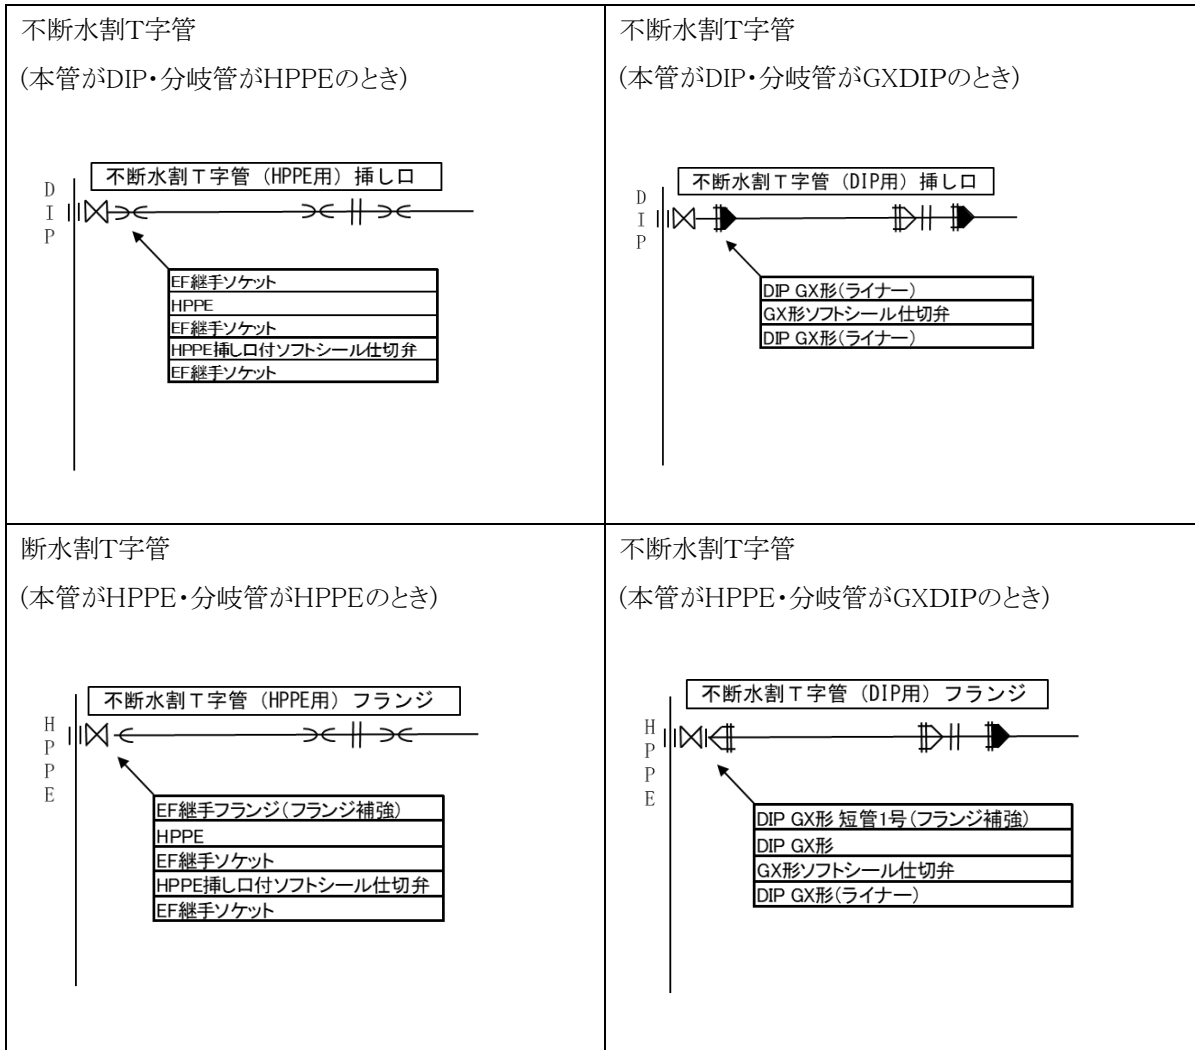 不断水割T字管
(本管がDIP・分岐管がHPPEのとき)
不断水割T字管（HPPE用）挿し口
DIP
EF継手ソケット
HPPE
EF継手ソケット
HPPE挿し口付ソフトシール仕切弁
EF継手ソケット
不断水割T字管
(本管がDIP・分岐管がGXDIPのとき)
不断水割T字管（DIP用）挿し口
DIP
DIP GX形(ライナー)
GX形ソフトシール仕切弁
DIP GX形(ライナー)
断水割T字管
(本管がHPPE・分岐管がHPPEのとき)
不断水割T字管（HPPE用）フランジ
HPPE
EF継手フランジ(フランジ補強)
HPPE
EF継手ソケット
HPPE挿し口付ソフトシール仕切弁
EF継手ソケット
不断水割T字管
(本管がHPPE・分岐管がGXDIPのとき)
不断水割T字管（DIP用）フランジ
HPPE
DIP GX形 短管1号(フランジ補強)
DIP GX形
GX形ソフトシール仕切弁
DIP GX形(ライナー)